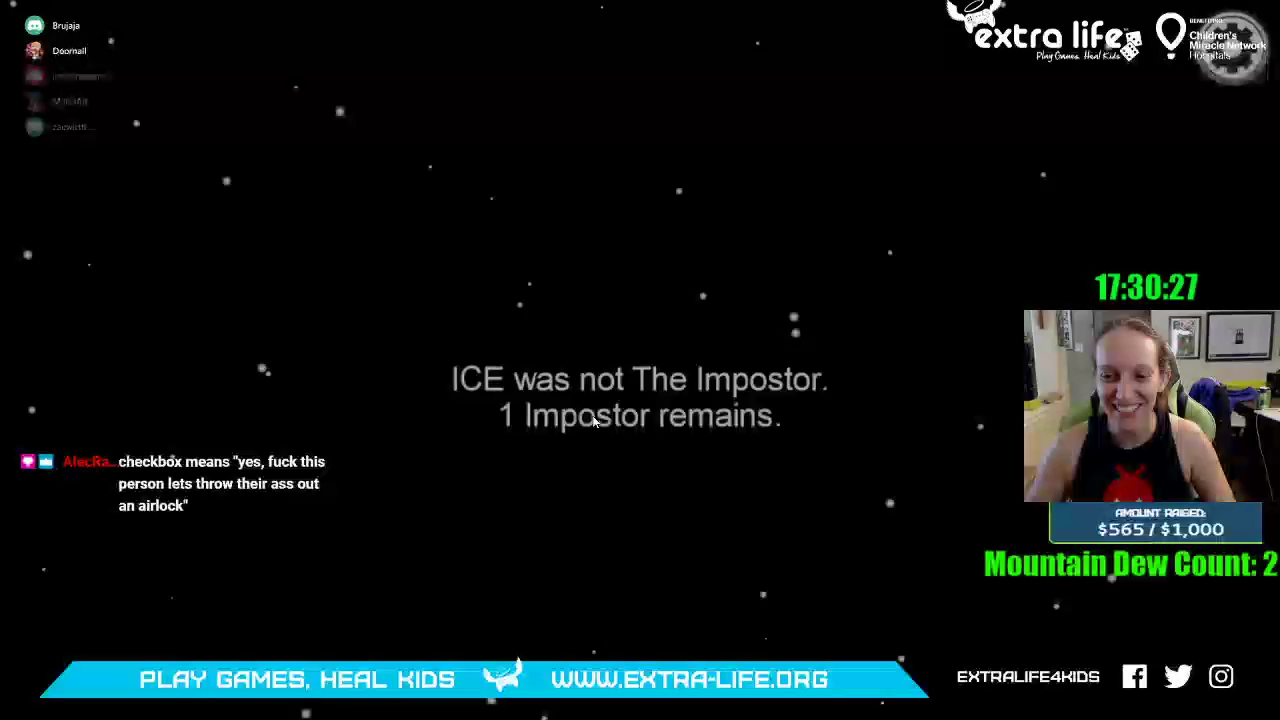 Brujaja
Doomall
extra life
Play Games. Heal Kids
BENEFITING
Children's
Miracle Network
Hospitals
17:30:27
ICE was not The Impostor.
1 Impostor remains.
AlecRa... checkbox means "yes, fuck this
person lets throw their ass out
an airlock"
AMOUNT RAISED:
$565 / $1,000
Mountain Dew Count: 2
PLAY GAMES, HEAL KIDS
WWW.EXTRA-LIFE.ORG
EXTRALIFE4KIDS